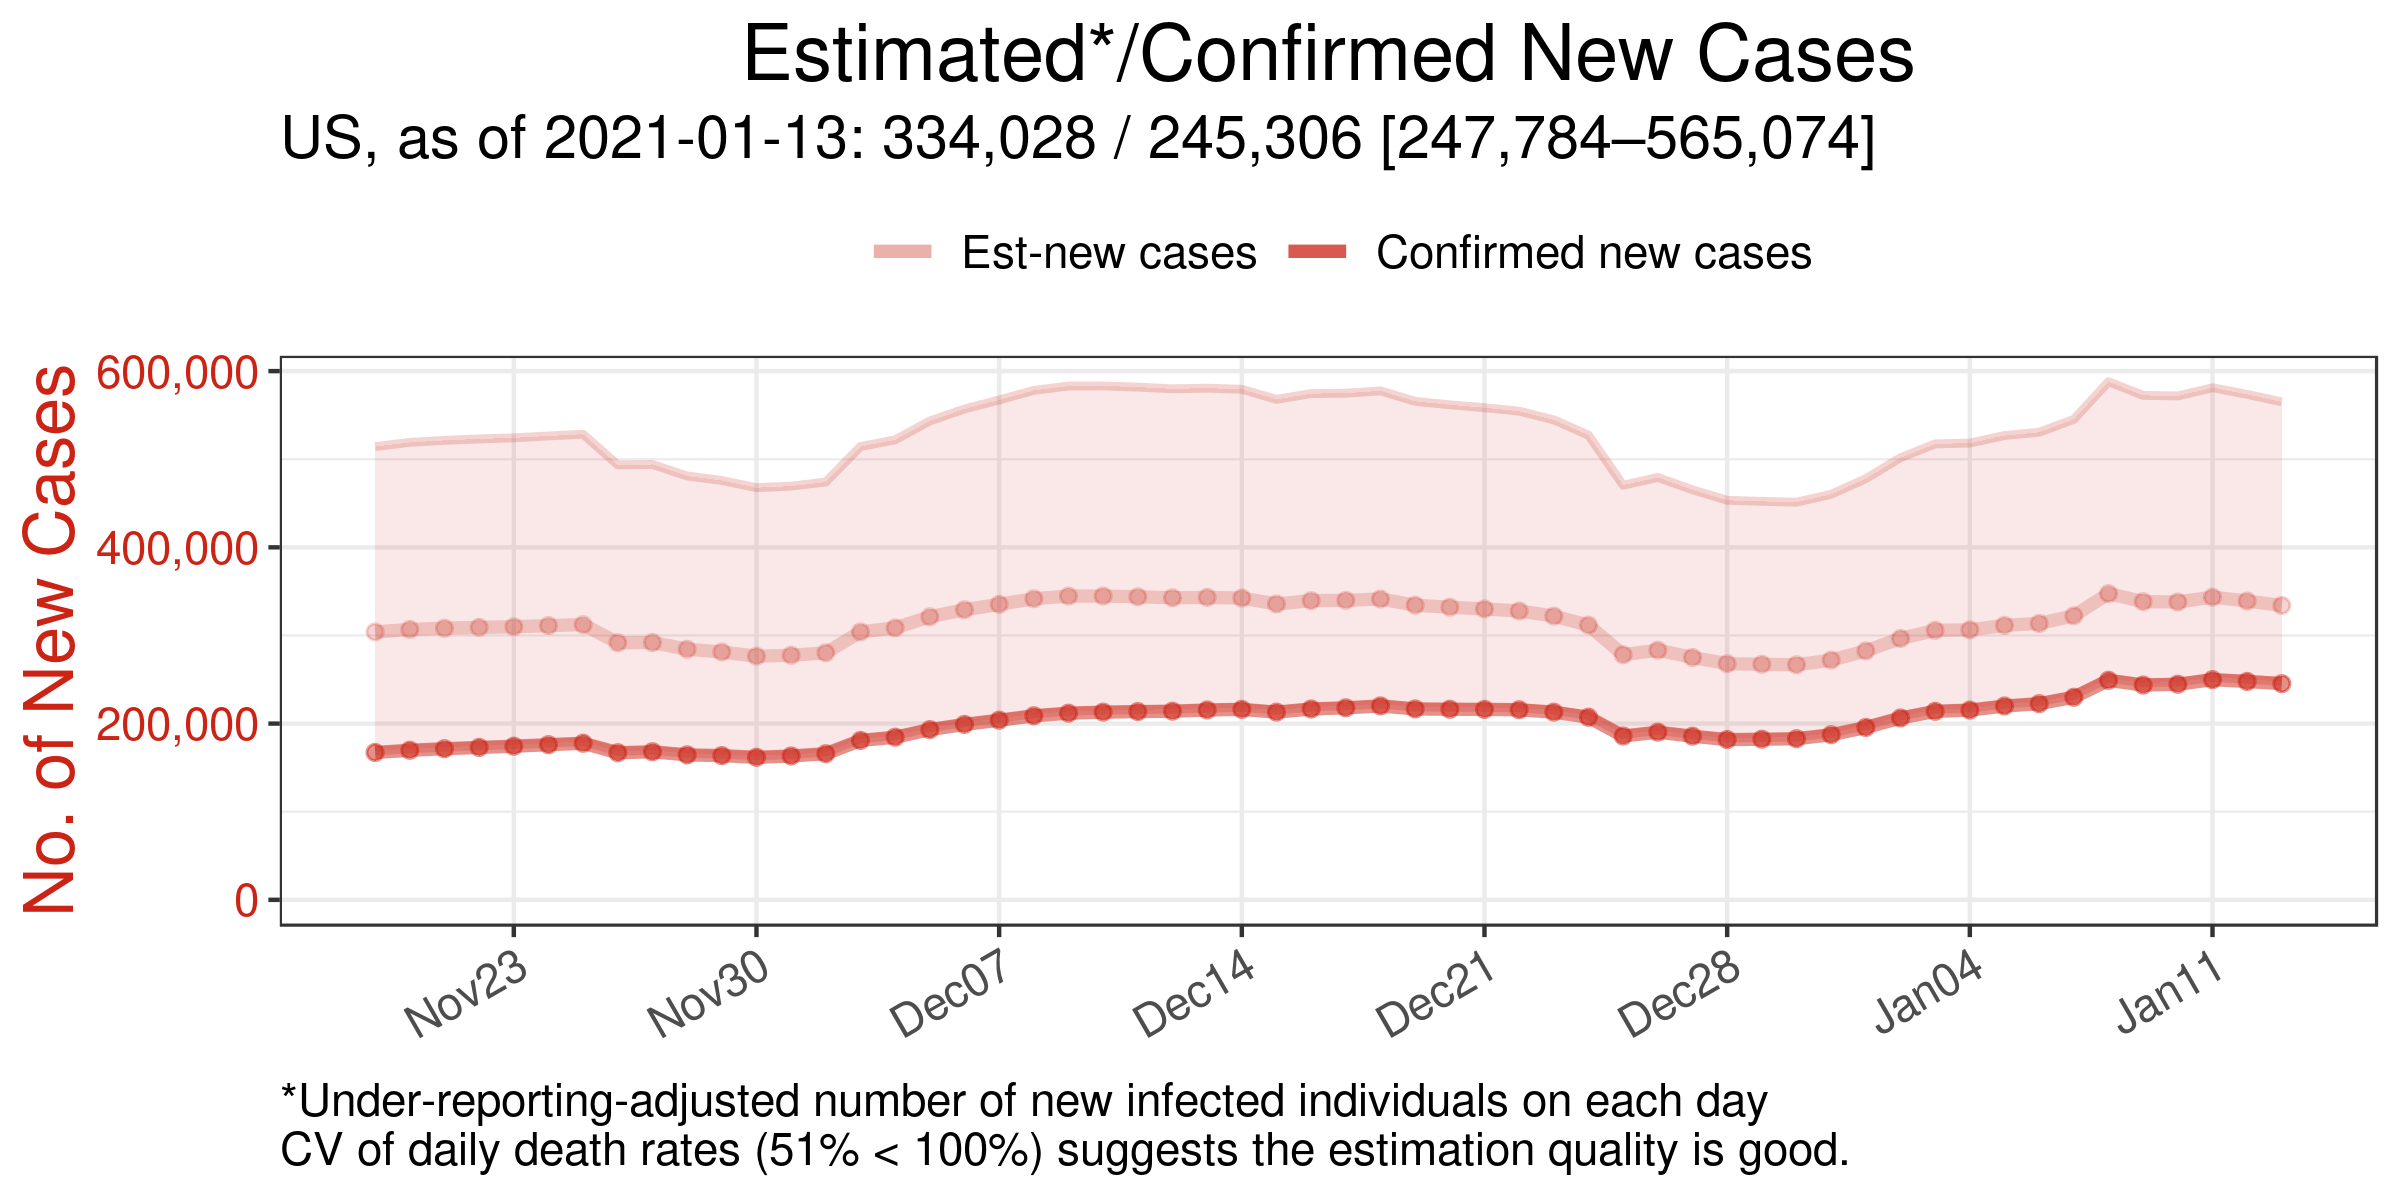 Estimated*/Confirmed New Cases
US, as of 2021-01-13: 334,028 / 245,306 [247,784–565,074]
Est-new cases
Confirmed new cases
No. of New Cases
600,000
400,000
200,000
0
Nov23
Nov30
Dec07
Dec14
Dec21
Dec28
Jan04
Jan11
*Under-reporting-adjusted number of new infected individuals on each day
CV of daily death rates (51% < 100%) suggests the estimation quality is good.